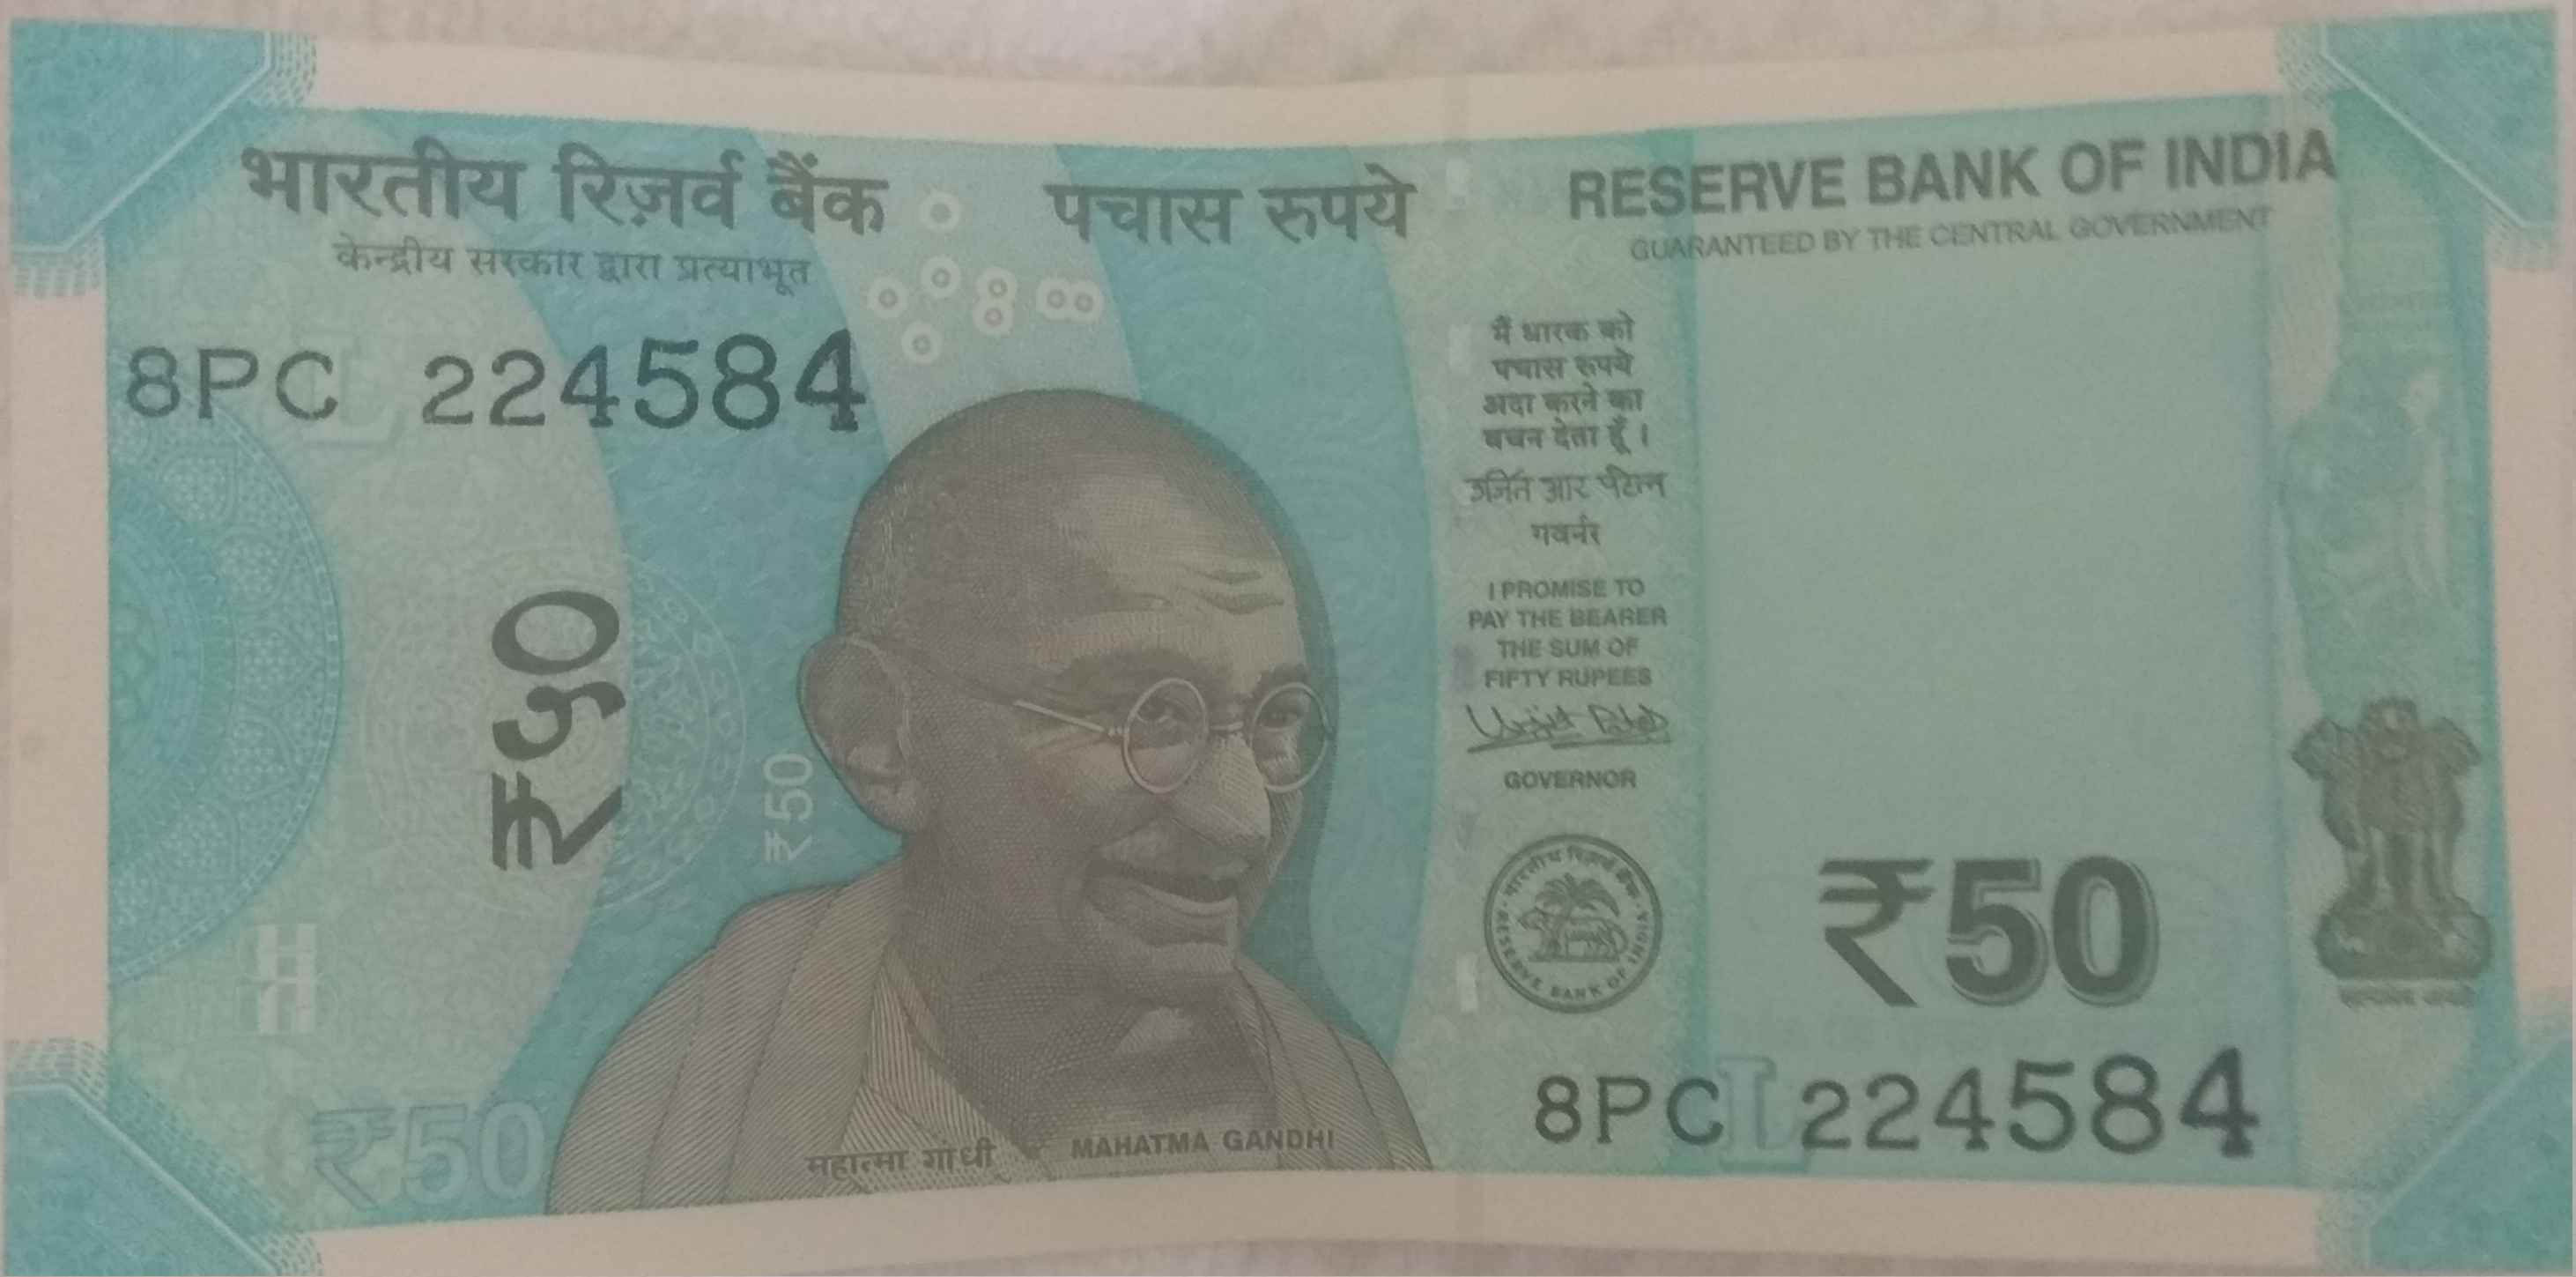 भारतीय रिज़र्व बैंक
केन्द्रीय सरकार द्वारा प्रत्याभूत
पचास रुपये
RESERVE BANK OF INDIA
GUARANTEED BY THE CENTRAL GOVERNMENT
8PC 224584
मैं धारक को
पचास रुपये
अदा करने का
वचन देता हूँ।
उर्जित आर पटेल
गवर्नर
I PROMISE TO
PAY THE BEARER
THE SUM OF
FIFTY RUPEES
Urjit Patel
GOVERNOR
भारतीय रिज़र्व बैंक
RESERVE BANK OF INDIA
₹५०
₹50
₹50
₹50
L
L
8PC 224584
महात्मा गांधी
MAHATMA GANDHI
सत्यमेव जयते